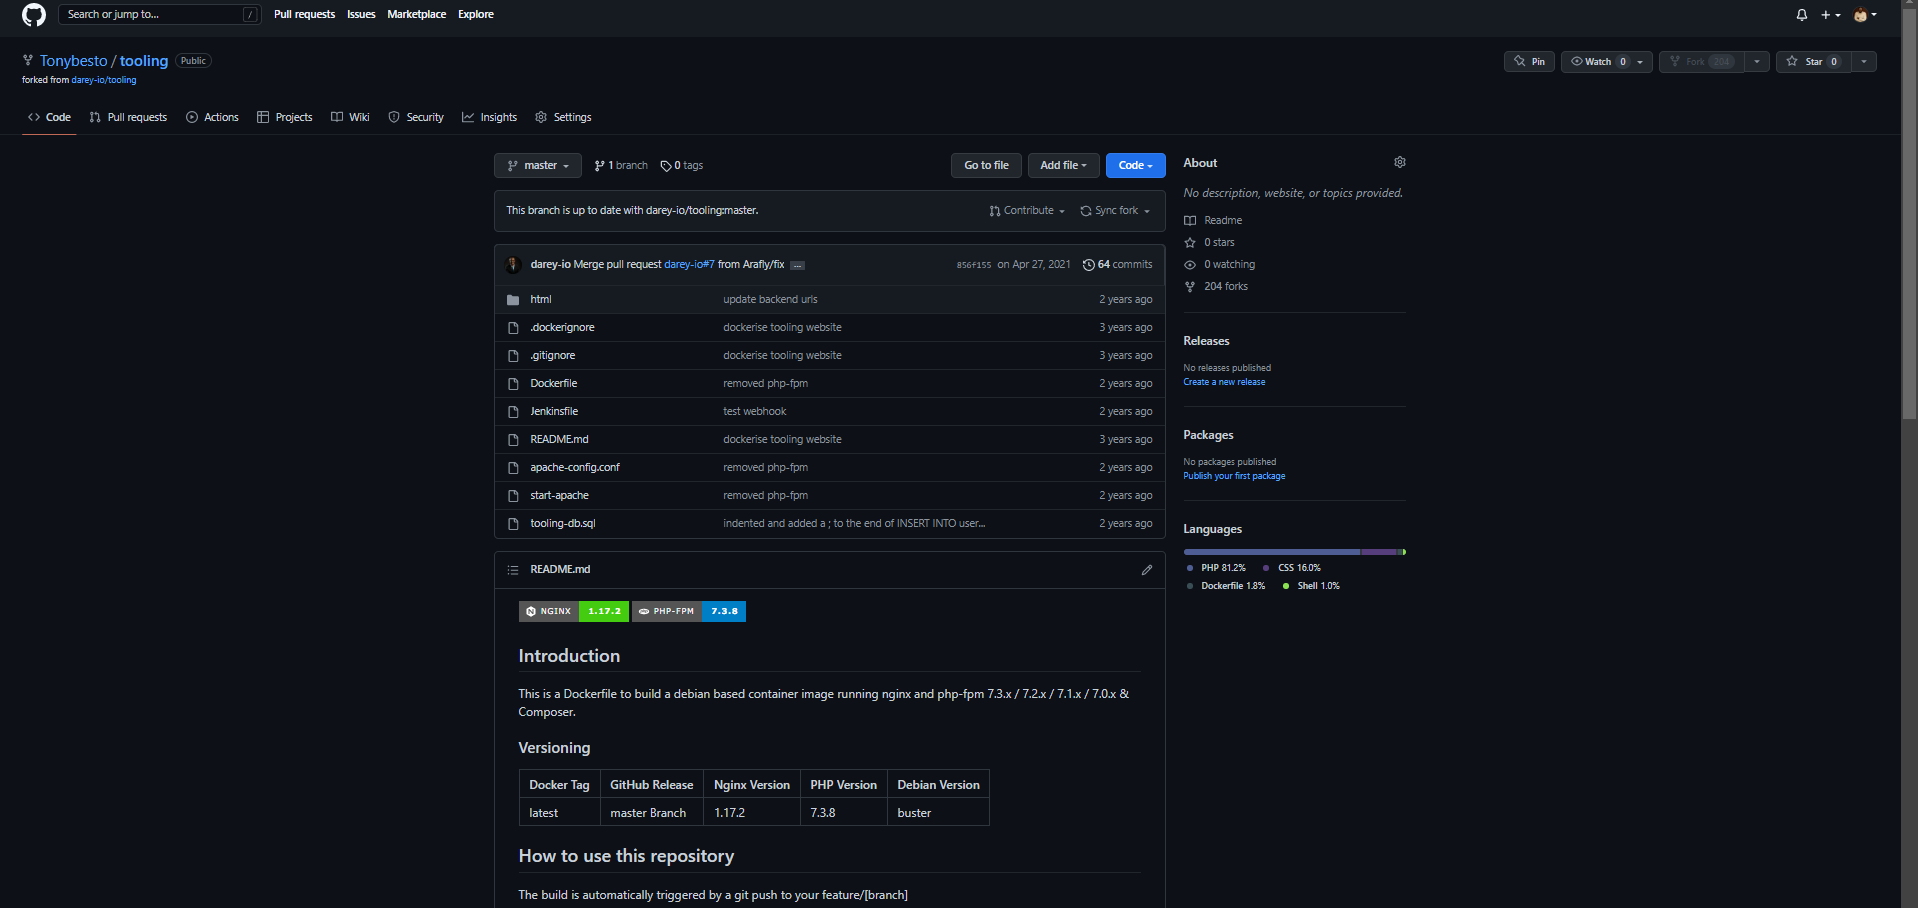 Search or jump to... /
Pull requests Issues Marketplace Explore
Tonybesto / tooling Public
forked from darey-io/tooling
Pin Watch 0 Fork 204 Star 0
Code Pull requests Actions Projects Wiki Security Insights Settings
master 1 branch 0 tags Go to file Add file Code
This branch is up to date with darey-io/tooling:master. Contribute Sync fork
darey-io Merge pull request darey-io#7 from Arafly/fix ... 856f155 on Apr 27, 2021 64 commits
html update backend urls 2 years ago
.dockerignore dockerise tooling website 3 years ago
.gitignore dockerise tooling website 3 years ago
Dockerfile removed php-fpm 2 years ago
Jenkinsfile test webhook 2 years ago
README.md dockerise tooling website 3 years ago
apache-config.conf removed php-fpm 2 years ago
start-apache removed php-fpm 2 years ago
tooling-db.sql indented and added a ; to the end of INSERT INTO user... 2 years ago
README.md
NGINX 1.17.2 PHP-FPM 7.3.8
Introduction
This is a Dockerfile to build a debian based container image running nginx and php-fpm 7.3.x / 7.2.x / 7.1.x / 7.0.x &
Composer.
Versioning
Docker Tag GitHub Release Nginx Version PHP Version Debian Version
latest master Branch 1.17.2 7.3.8 buster
How to use this repository
The build is automatically triggered by a git push to your feature/[branch]
About
No description, website, or topics provided.
Readme
0 stars
0 watching
204 forks
Releases
No releases published
Create a new release
Packages
No packages published
Publish your first package
Languages
PHP 81.2% CSS 16.0%
Dockerfile 1.8% Shell 1.0%